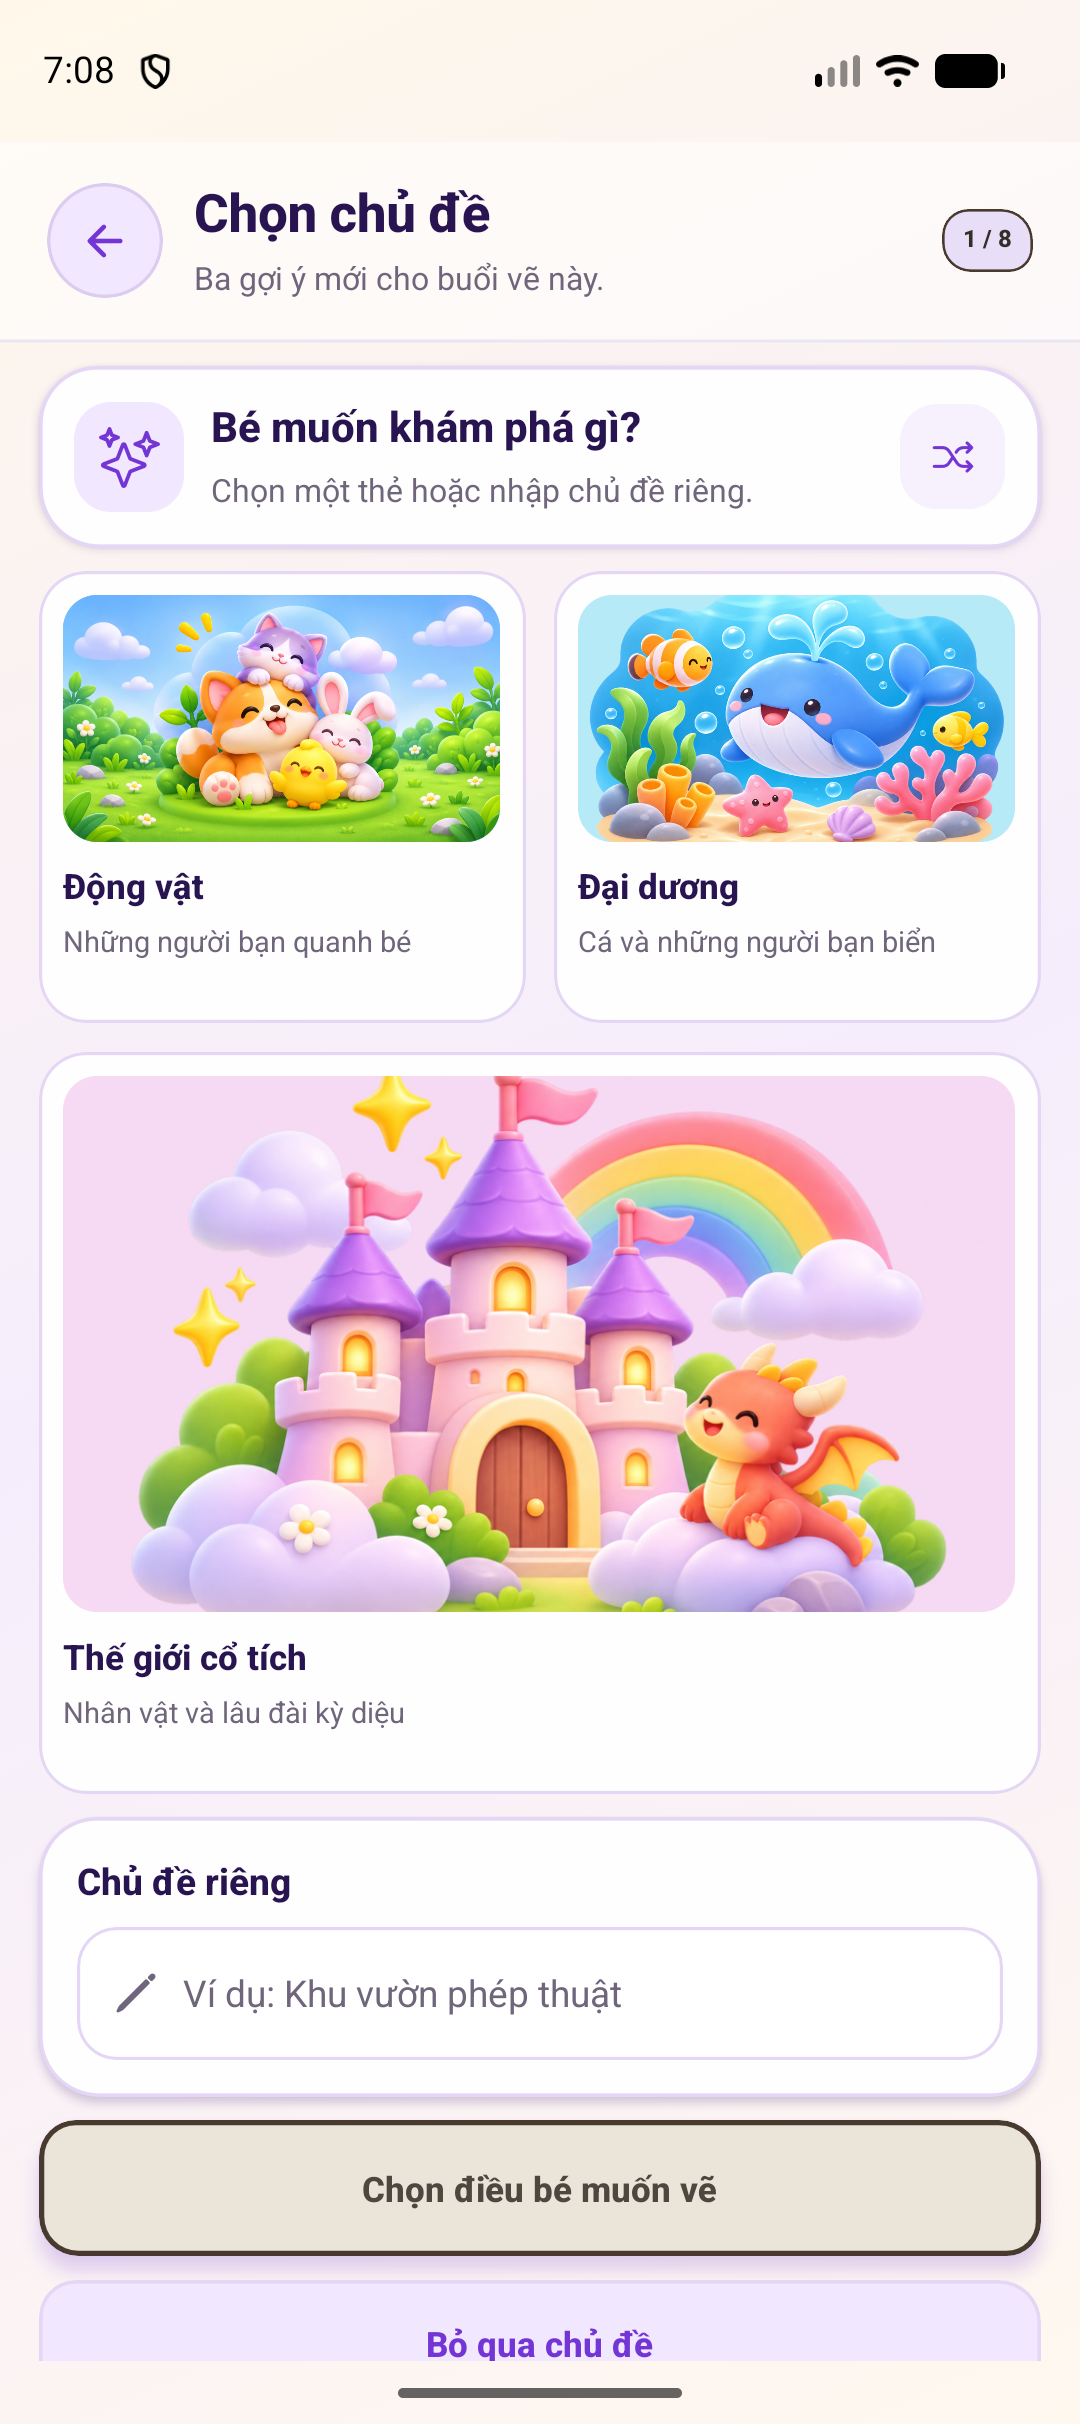 7:08
Chọn chủ đề
Ba gợi ý mới cho buổi vẽ này.
1 / 8
Bé muốn khám phá gì?
Chọn một thẻ hoặc nhập chủ đề riêng.
Động vật
Những người bạn quanh bé
Đại dương
Cá và những người bạn biển
Thế giới cổ tích
Nhân vật và lâu đài kỳ diệu
Chủ đề riêng
Ví dụ: Khu vườn phép thuật
Chọn điều bé muốn vẽ
Bỏ qua chủ đề